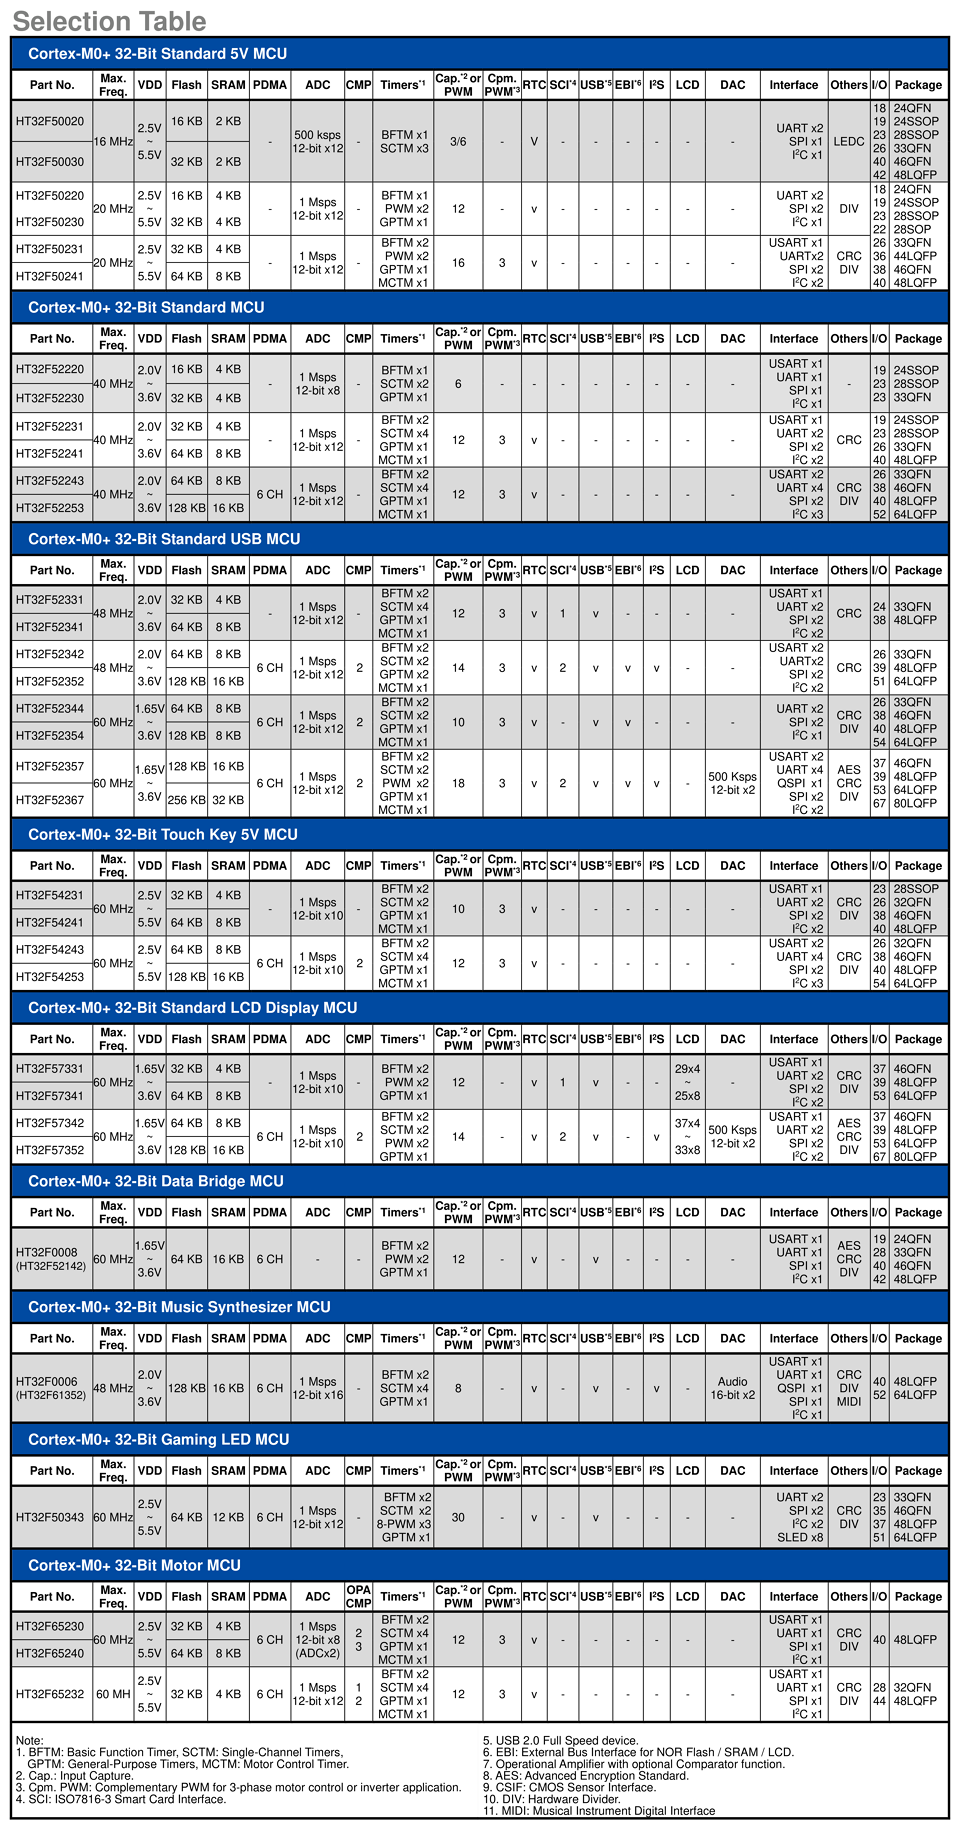 Selection Table
Cortex-M0+ 32-Bit Standard 5V MCU
Part No. Max. Freq. VDD Flash SRAM PDMA ADC CMP Timers*1 Cap.*2 or PWM Cpm. PWM*3 RTC SCI*4 USB*5 EBI*6 I2S LCD DAC Interface Others I/O Package
HT32F50020 16 KB 2 KB
HT32F50030 32 KB 2 KB
16 MHz 2.5V ~ 5.5V - 500 ksps 12-bit x12 - BFTM x1 SCTM x3 3/6 - V - - - - - - UART x2 SPI x1 I2C x1 LEDC
18 24QFN
19 24SSOP
23 28SSOP
26 33QFN
40 46QFN
42 48LQFP
HT32F50220 16 KB 4 KB
HT32F50230 32 KB 4 KB
20 MHz 2.5V ~ 5.5V - 1 Msps 12-bit x12 - BFTM x1 PWM x2 GPTM x1 12 - v - - - - - - UART x2 SPI x2 I2C x1 DIV
18 24QFN
19 24SSOP
23 28SSOP
22 28SOP
HT32F50231 32 KB 4 KB
HT32F50241 64 KB 8 KB
20 MHz 2.5V ~ 5.5V - 1 Msps 12-bit x12 - BFTM x2 PWM x2 GPTM x1 MCTM x1 16 3 v - - - - - - USART x1 UARTx2 SPI x2 I2C x2 CRC DIV
26 33QFN
36 44LQFP
38 46QFN
40 48LQFP
Cortex-M0+ 32-Bit Standard MCU
Part No. Max. Freq. VDD Flash SRAM PDMA ADC CMP Timers*1 Cap.*2 or PWM Cpm. PWM*3 RTC SCI*4 USB*5 EBI*6 I2S LCD DAC Interface Others I/O Package
HT32F52220 16 KB 4 KB
HT32F52230 32 KB 4 KB
40 MHz 2.0V ~ 3.6V - 1 Msps 12-bit x8 - BFTM x1 SCTM x2 GPTM x1 6 - - - - - - - - USART x1 UART x1 SPI x1 I2C x1 -
19 24SSOP
23 28SSOP
23 33QFN
HT32F52231 32 KB 4 KB
HT32F52241 64 KB 8 KB
40 MHz 2.0V ~ 3.6V - 1 Msps 12-bit x12 - BFTM x2 SCTM x4 GPTM x1 MCTM x1 12 3 v - - - - - - USART x1 UART x2 SPI x2 I2C x2 CRC
19 24SSOP
23 28SSOP
26 33QFN
40 48LQFP
HT32F52243 64 KB 8 KB
HT32F52253 128 KB 16 KB
40 MHz 2.0V ~ 3.6V 6 CH 1 Msps 12-bit x12 - BFTM x2 SCTM x4 GPTM x1 MCTM x1 12 3 v - - - - - - USART x2 UART x4 SPI x2 I2C x3 CRC DIV
26 33QFN
38 46QFN
40 48LQFP
52 64LQFP
Cortex-M0+ 32-Bit Standard USB MCU
Part No. Max. Freq. VDD Flash SRAM PDMA ADC CMP Timers*1 Cap.*2 or PWM Cpm. PWM*3 RTC SCI*4 USB*5 EBI*6 I2S LCD DAC Interface Others I/O Package
HT32F52331 32 KB 4 KB
HT32F52341 64 KB 8 KB
48 MHz 2.0V ~ 3.6V - 1 Msps 12-bit x12 - BFTM x2 SCTM x4 GPTM x1 MCTM x1 12 3 v 1 v - - - - USART x1 UART x2 SPI x2 I2C x2 CRC
24 33QFN
38 48LQFP
HT32F52342 64 KB 8 KB
HT32F52352 128 KB 16 KB
48 MHz 2.0V ~ 3.6V 6 CH 1 Msps 12-bit x12 2 BFTM x2 SCTM x2 GPTM x2 MCTM x1 14 3 v 2 v v v - - USART x2 UARTx2 SPI x2 I2C x2 CRC
26 33QFN
39 48LQFP
51 64LQFP
HT32F52344 64 KB 8 KB
HT32F52354 128 KB 8 KB
60 MHz 1.65V ~ 3.6V 6 CH 1 Msps 12-bit x12 2 BFTM x2 SCTM x2 GPTM x1 MCTM x1 10 3 v - v v - - - UART x2 SPI x2 I2C x1 CRC DIV
26 33QFN
38 46QFN
40 48LQFP
54 64LQFP
HT32F52357 128 KB 16 KB
HT32F52367 256 KB 32 KB
60 MHz 1.65V ~ 3.6V 6 CH 1 Msps 12-bit x12 2 BFTM x2 SCTM x2 PWM x2 GPTM x1 MCTM x1 18 3 v 2 v v v - 500 Ksps 12-bit x2 USART x2 UART x4 QSPI x1 SPI x2 I2C x2 AES CRC DIV
37 46QFN
39 48LQFP
53 64LQFP
67 80LQFP
Cortex-M0+ 32-Bit Touch Key 5V MCU
Part No. Max. Freq. VDD Flash SRAM PDMA ADC CMP Timers*1 Cap.*2 or PWM Cpm. PWM*3 RTC SCI*4 USB*5 EBI*6 I2S LCD DAC Interface Others I/O Package
HT32F54231 32 KB 4 KB
HT32F54241 64 KB 8 KB
60 MHz 2.5V ~ 5.5V - 1 Msps 12-bit x10 - BFTM x2 SCTM x2 GPTM x1 MCTM x1 10 3 v - - - - - - USART x1 UART x2 SPI x2 I2C x2 CRC DIV
23 28SSOP
26 32QFN
38 46QFN
40 48LQFP
HT32F54243 64 KB 8 KB
HT32F54253 128 KB 16 KB
60 MHz 2.5V ~ 5.5V 6 CH 1 Msps 12-bit x10 2 BFTM x2 SCTM x4 GPTM x1 MCTM x1 12 3 v - - - - - - USART x2 UART x4 SPI x2 I2C x3 CRC DIV
26 32QFN
38 46QFN
40 48LQFP
54 64LQFP
Cortex-M0+ 32-Bit Standard LCD Display MCU
Part No. Max. Freq. VDD Flash SRAM PDMA ADC CMP Timers*1 Cap.*2 or PWM Cpm. PWM*3 RTC SCI*4 USB*5 EBI*6 I2S LCD DAC Interface Others I/O Package
HT32F57331 32 KB 4 KB
HT32F57341 64 KB 8 KB
60 MHz 1.65V ~ 3.6V - 1 Msps 12-bit x10 - BFTM x2 PWM x2 GPTM x1 12 - v 1 v - - 29x4 ~ 25x8 - USART x1 UART x2 SPI x2 I2C x2 CRC DIV
37 46QFN
39 48LQFP
53 64LQFP
HT32F57342 64 KB 8 KB
HT32F57352 128 KB 16 KB
60 MHz 1.65V ~ 3.6V 6 CH 1 Msps 12-bit x10 2 BFTM x2 SCTM x2 PWM x2 GPTM x1 14 - v 2 v - v 37x4 ~ 33x8 500 Ksps 12-bit x2 USART x1 UART x2 SPI x2 I2C x2 AES CRC DIV
37 46QFN
39 48LQFP
53 64LQFP
67 80LQFP
Cortex-M0+ 32-Bit Data Bridge MCU
Part No. Max. Freq. VDD Flash SRAM PDMA ADC CMP Timers*1 Cap.*2 or PWM Cpm. PWM*3 RTC SCI*4 USB*5 EBI*6 I2S LCD DAC Interface Others I/O Package
HT32F0008 (HT32F52142) 60 MHz 1.65V ~ 3.6V 64 KB 16 KB 6 CH - - BFTM x2 PWM x2 GPTM x1 12 - v - v - - - - USART x1 UART x1 SPI x1 I2C x1 AES CRC DIV
19 24QFN
28 33QFN
40 46QFN
42 48LQFP
Cortex-M0+ 32-Bit Music Synthesizer MCU
Part No. Max. Freq. VDD Flash SRAM PDMA ADC CMP Timers*1 Cap.*2 or PWM Cpm. PWM*3 RTC SCI*4 USB*5 EBI*6 I2S LCD DAC Interface Others I/O Package
HT32F0006 (HT32F61352) 48 MHz 2.0V ~ 3.6V 128 KB 16 KB 6 CH 1 Msps 12-bit x16 - BFTM x2 SCTM x4 GPTM x1 8 - v - v - v - Audio 16-bit x2 USART x1 UART x1 QSPI x1 SPI x1 I2C x1 CRC DIV MIDI
40 48LQFP
52 64LQFP
Cortex-M0+ 32-Bit Gaming LED MCU
Part No. Max. Freq. VDD Flash SRAM PDMA ADC CMP Timers*1 Cap.*2 or PWM Cpm. PWM*3 RTC SCI*4 USB*5 EBI*6 I2S LCD DAC Interface Others I/O Package
HT32F50343 60 MHz 2.5V ~ 5.5V 64 KB 12 KB 6 CH 1 Msps 12-bit x12 - BFTM x2 SCTM x2 8-PWM x3 GPTM x1 30 - v - v - - - - UART x2 SPI x2 I2C x2 SLED x8 CRC DIV
23 33QFN
35 46QFN
37 48LQFP
51 64LQFP
Cortex-M0+ 32-Bit Motor MCU
Part No. Max. Freq. VDD Flash SRAM PDMA ADC OPA CMP Timers*1 Cap.*2 or PWM Cpm. PWM*3 RTC SCI*4 USB*5 EBI*6 I2S LCD DAC Interface Others I/O Package
HT32F65230 32 KB 4 KB
HT32F65240 64 KB 8 KB
60 MHz 2.5V ~ 5.5V 6 CH 1 Msps 12-bit x8 (ADCx2) 2 3 BFTM x2 SCTM x4 GPTM x1 MCTM x1 12 3 v - - - - - - USART x1 UART x1 SPI x1 I2C x1 CRC DIV 40 48LQFP
HT32F65232 60 MH 2.5V ~ 5.5V 32 KB 4 KB 6 CH 1 Msps 12-bit x12 1 2 BFTM x2 SCTM x4 GPTM x1 MCTM x1 12 3 v - - - - - - USART x1 UART x1 SPI x1 I2C x1 CRC DIV
28 32QFN
44 48LQFP
Note:
1. BFTM: Basic Function Timer, SCTM: Single-Channel Timers,
GPTM: General-Purpose Timers, MCTM: Motor Control Timer.
2. Cap.: Input Capture.
3. Cpm. PWM: Complementary PWM for 3-phase motor control or inverter application.
4. SCI: ISO7816-3 Smart Card Interface.
5. USB 2.0 Full Speed device.
6. EBI: External Bus Interface for NOR Flash / SRAM / LCD.
7. Operational Amplifier with optional Comparator function.
8. AES: Advanced Encryption Standard.
9. CSIF: CMOS Sensor Interface.
10. DIV: Hardware Divider.
11. MIDI: Musical Instrument Digital Interface